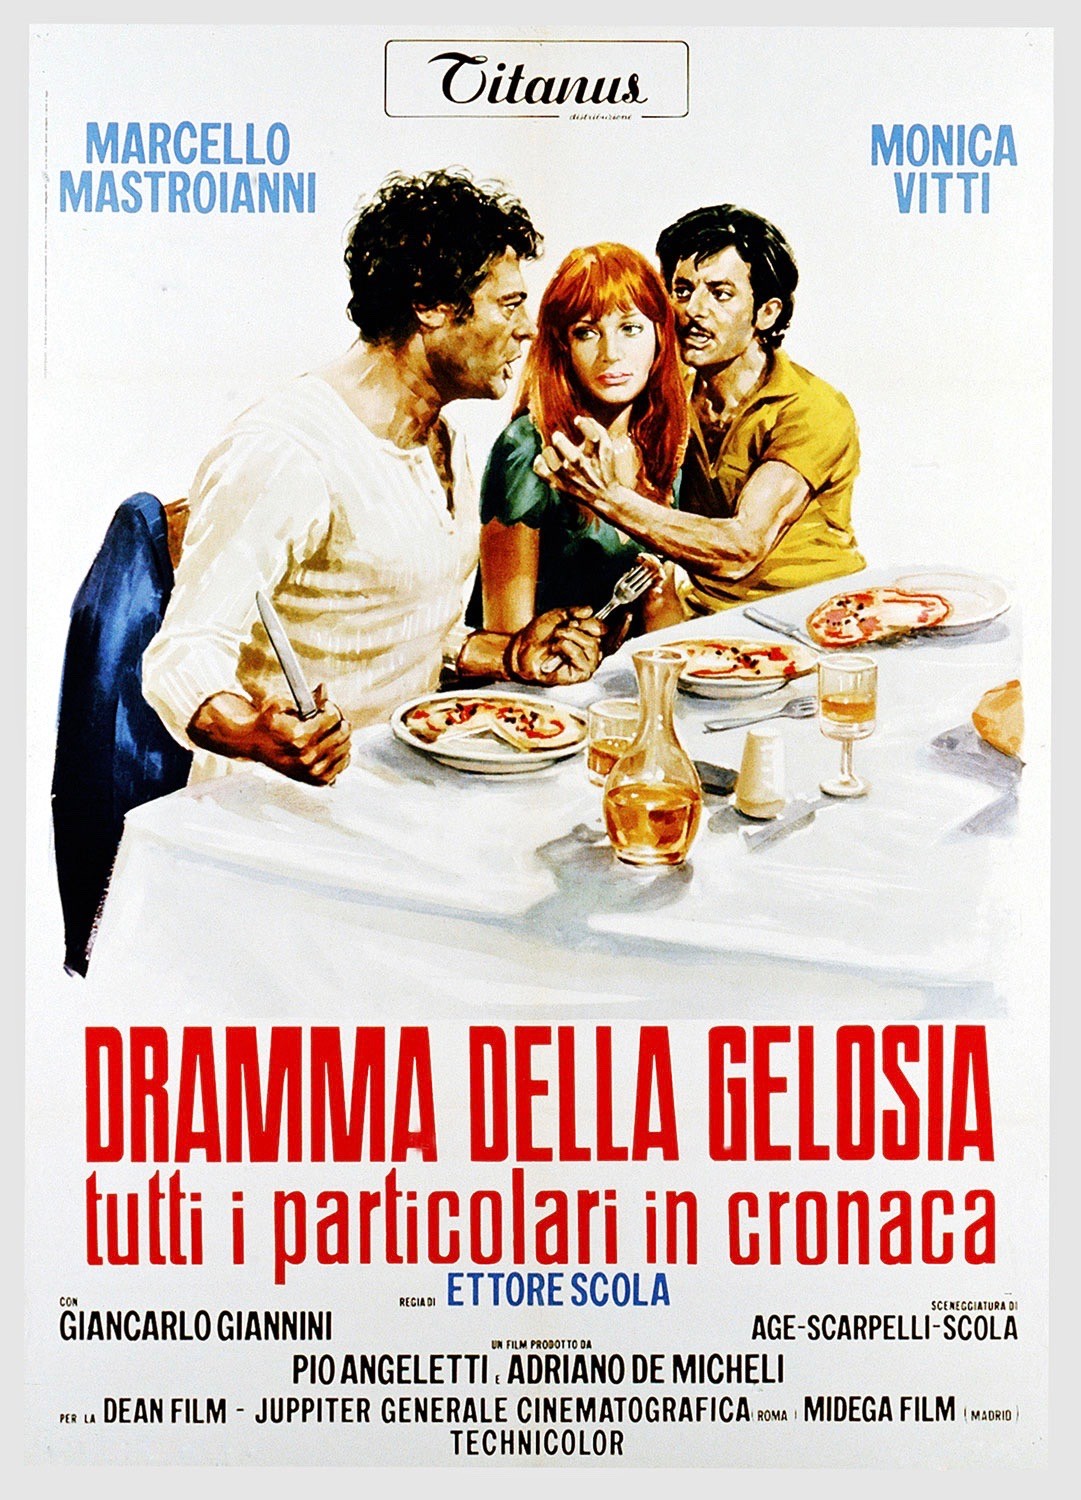 Titanus
distribuzione
MARCELLO
MASTROIANNI
MONICA
VITTI
DRAMMA DELLA GELOSIA
tutti i particolari in cronaca
REGIA DI ETTORE SCOLA
CON
GIANCARLO GIANNINI
SCENEGGIATURA DI
AGE-SCARPELLI-SCOLA
UN FILM PRODOTTO DA
PIO ANGELETTI E ADRIANO DE MICHELI
PER LA DEAN FILM - JUPPITER GENERALE CINEMATOGRAFICA (ROMA) MIDEGA FILM (MADRID)
TECHNICOLOR